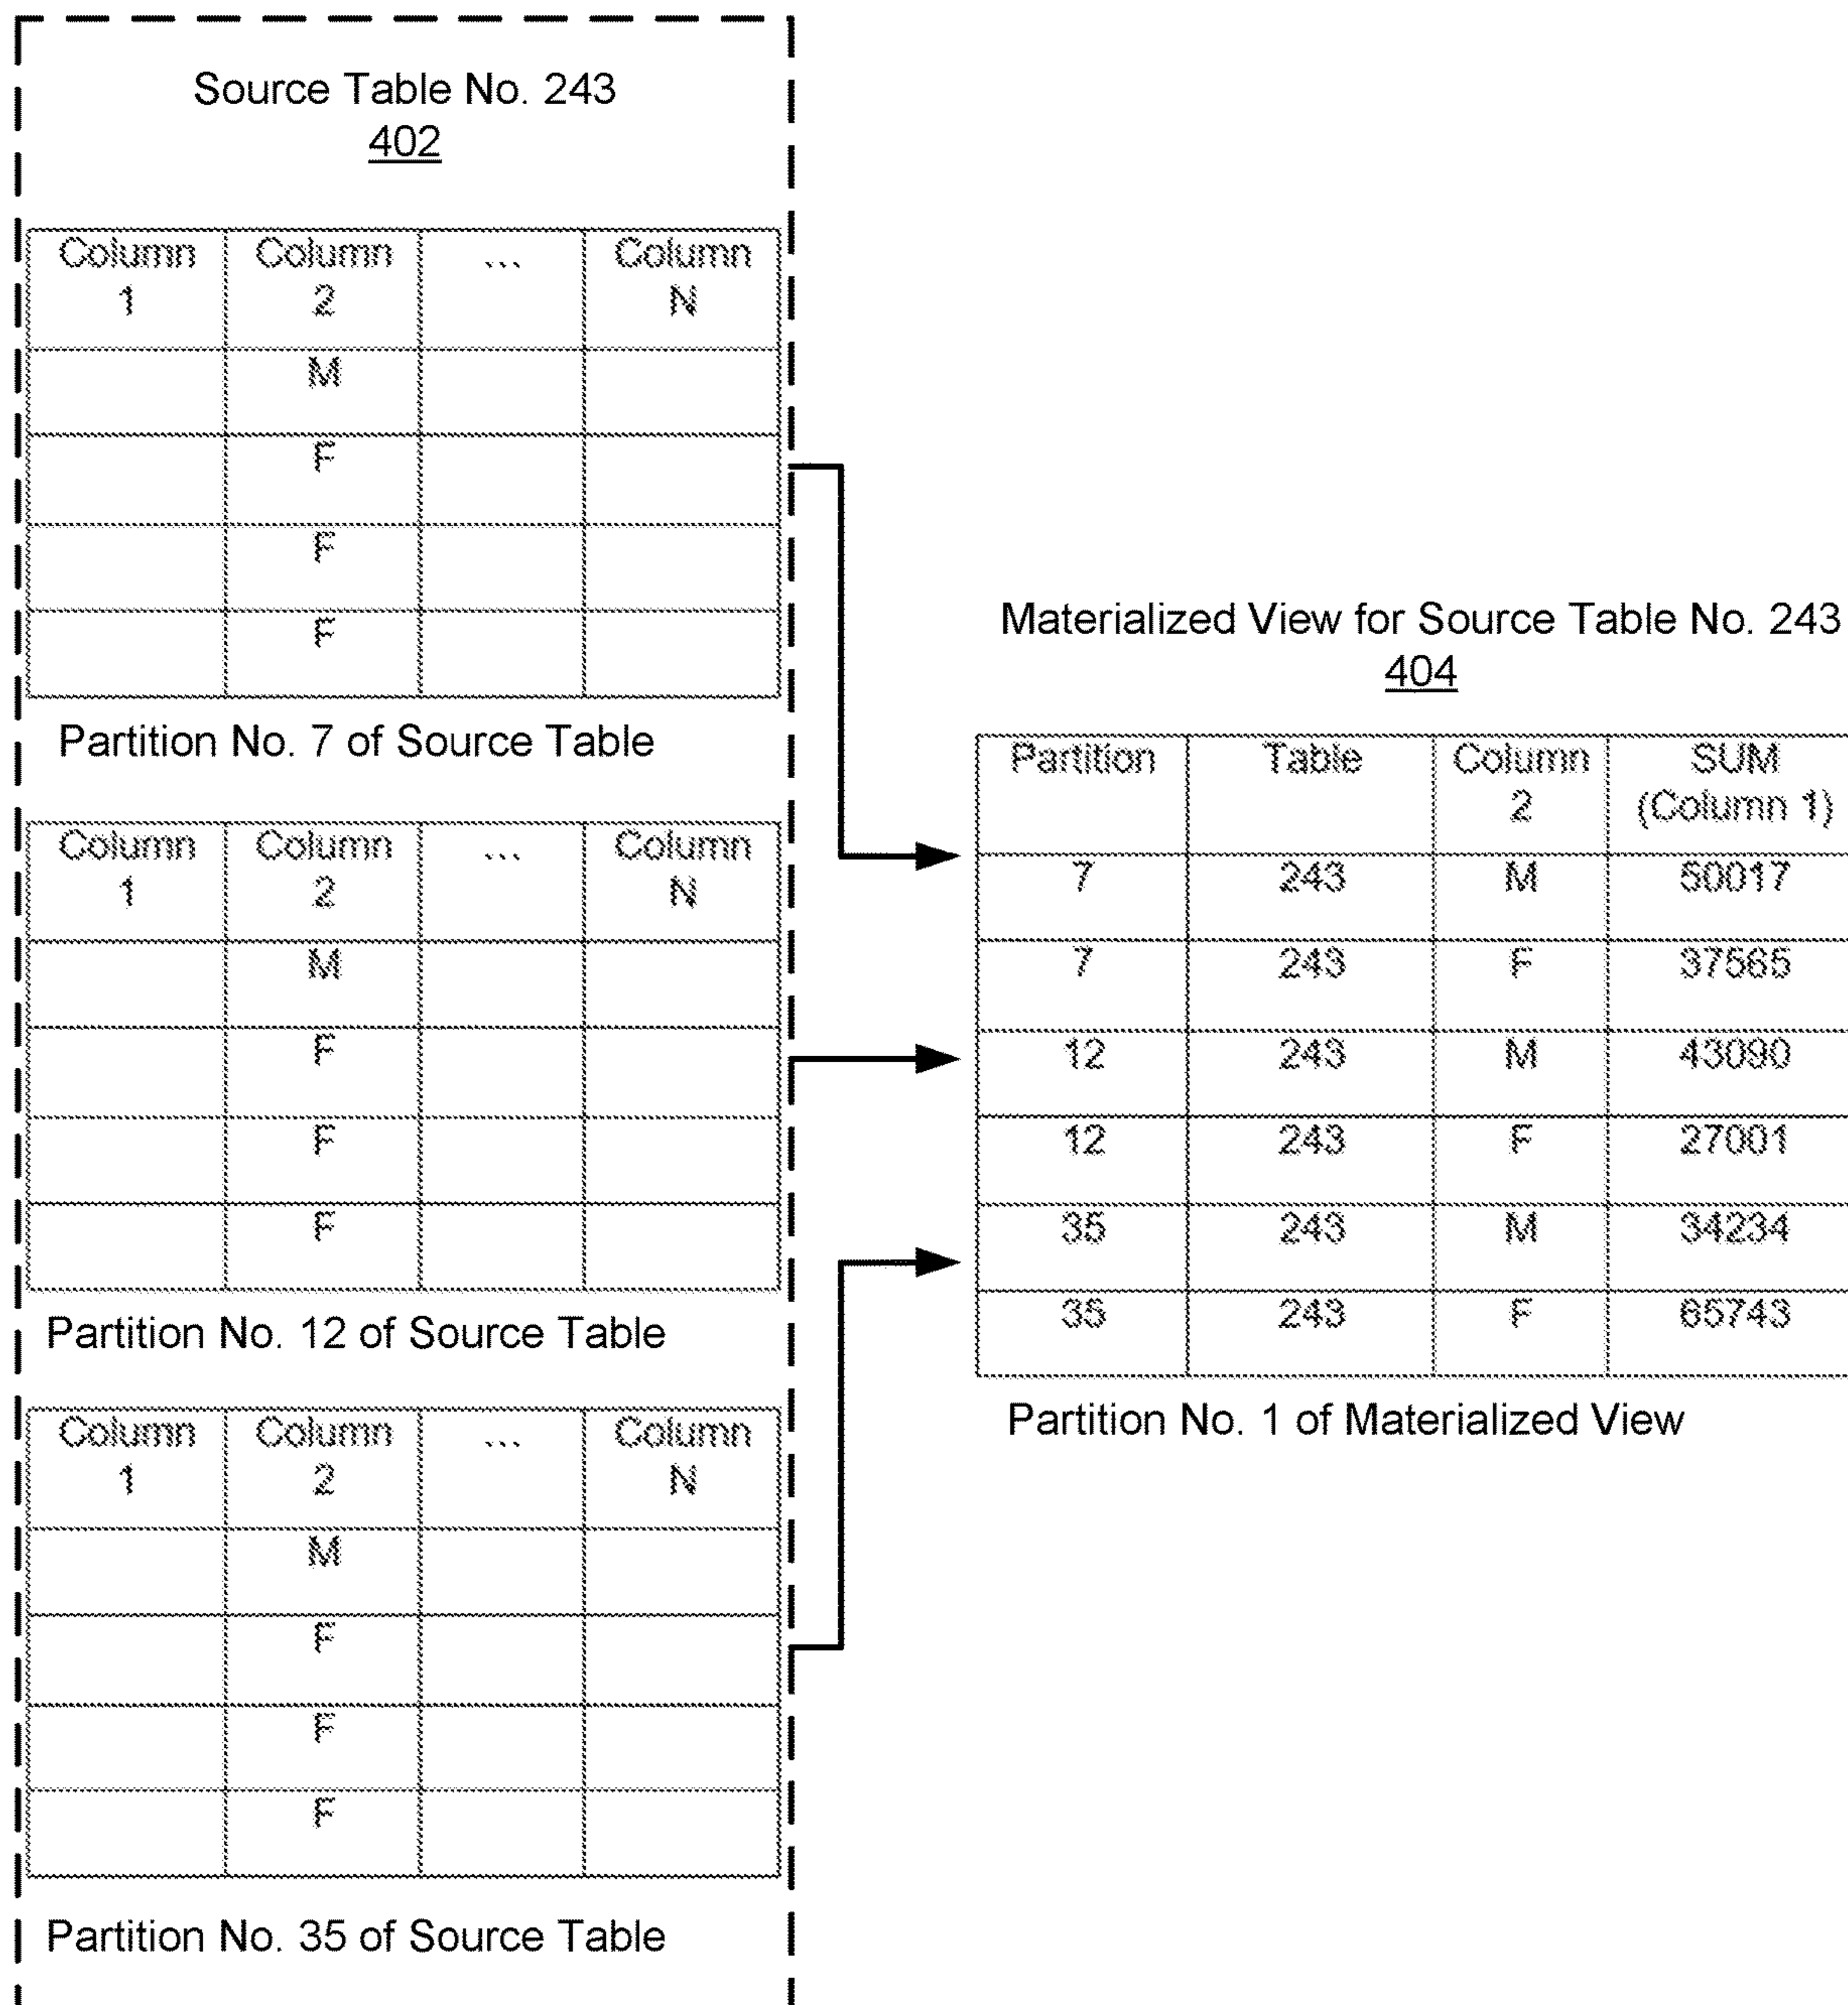 Source Table No. 243
402
Column Column ... Column
1 2 N
M
F
F
F
Partition No. 7 of Source Table
Column Column ... Column
1 2 N
M
F
F
F
Partition No. 12 of Source Table
Column Column ... Column
1 2 N
M
F
F
F
Partition No. 35 of Source Table
Materialized View for Source Table No. 243
404
Partition Table Column SUM
2 (Column 1)
7 243 M 50017
7 243 F 37565
12 243 M 43090
12 243 F 27001
35 243 M 34234
35 243 F 65743
Partition No. 1 of Materialized View